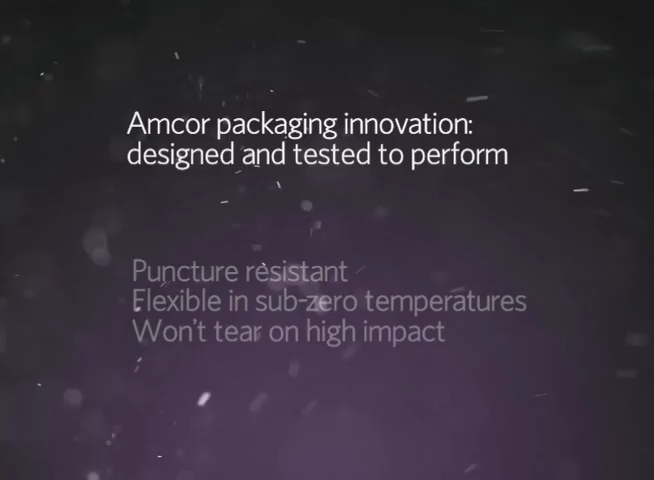 Amcor packaging innovation:
designed and tested to perform
Puncture resistant
Flexible in sub-zero temperatures
Won't tear on high impact